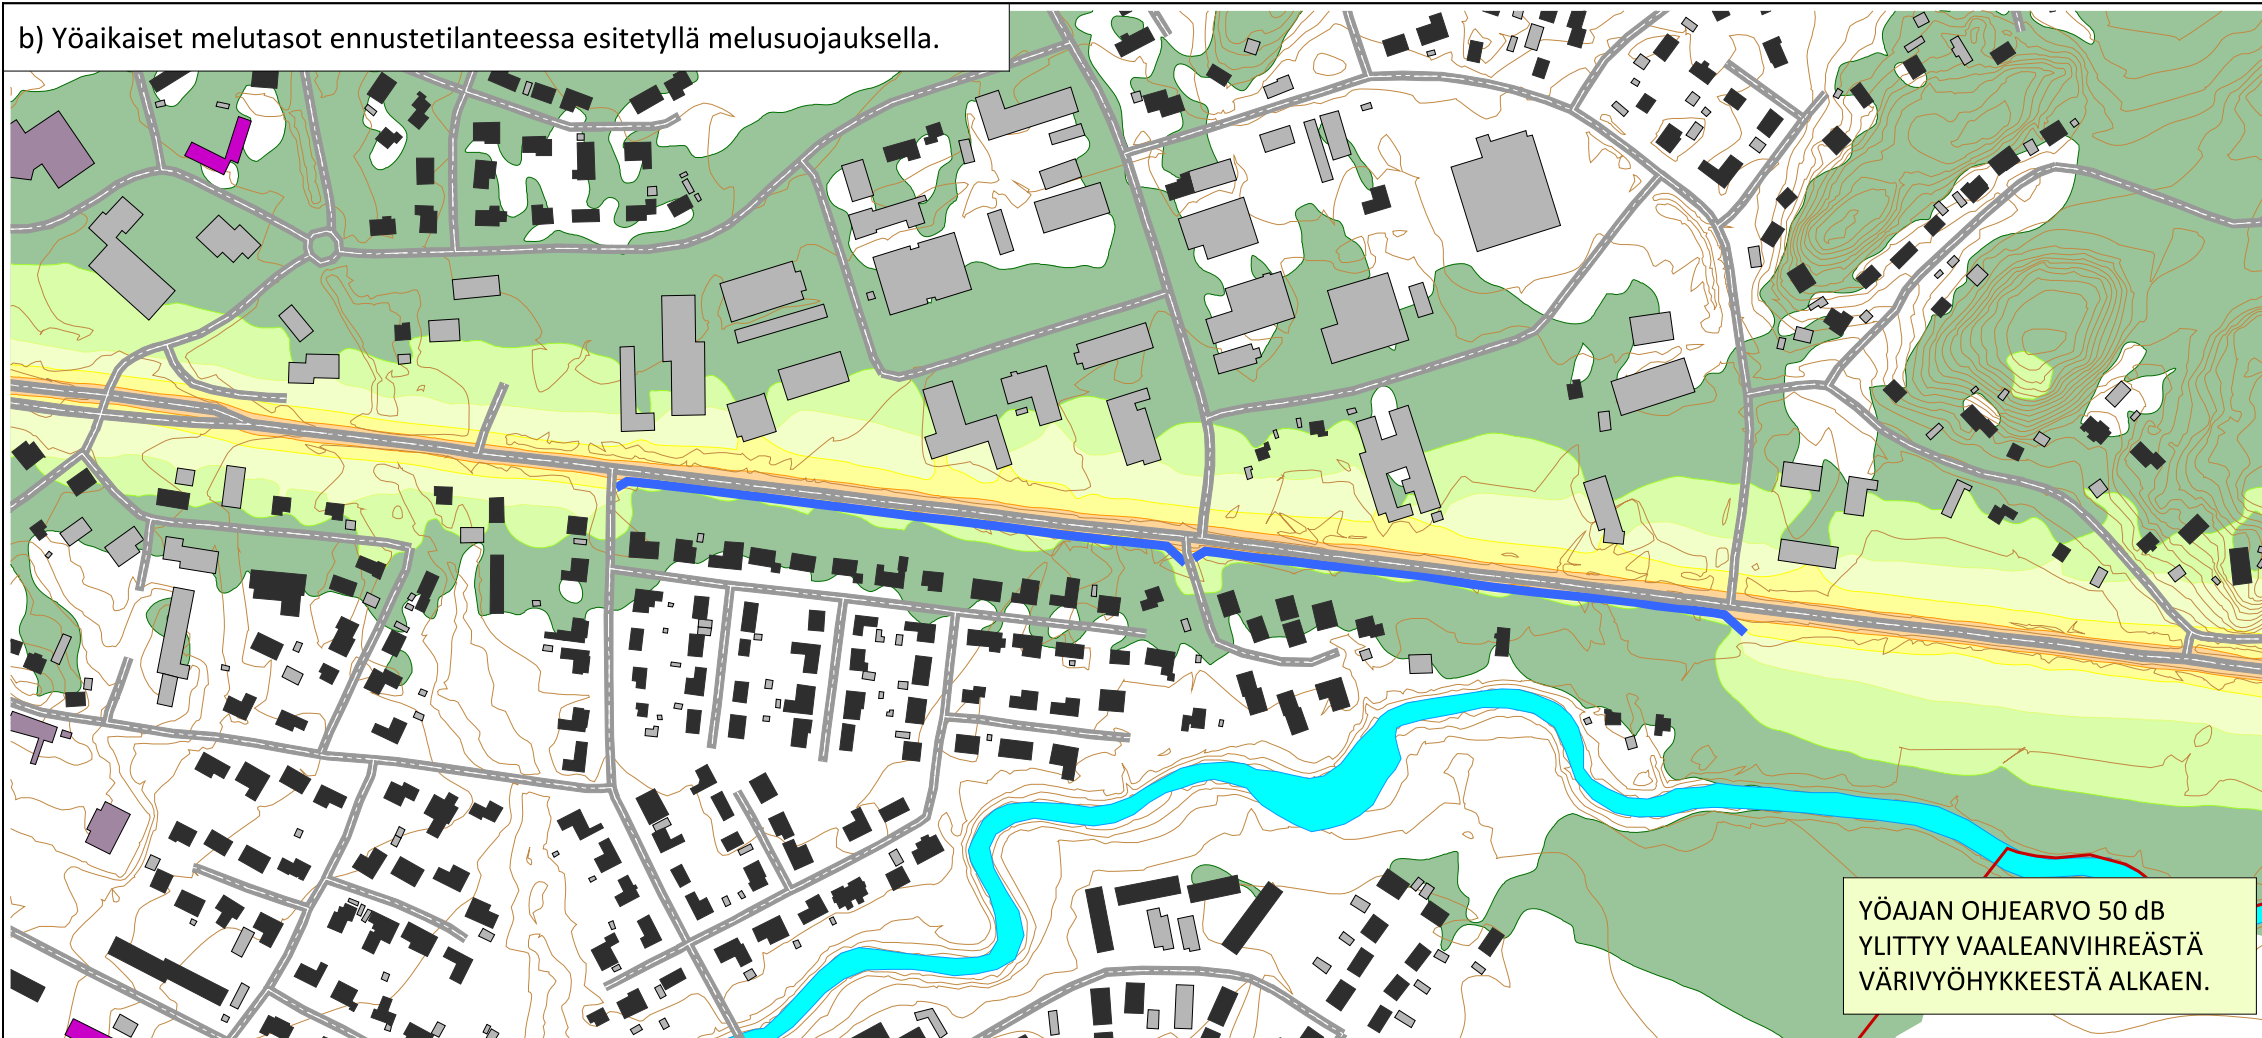 b) Yöaikaiset melutasot ennustetilanteessa esitetyllä melusuojauksella.
YÖAJAN OHJEARVO 50 dB
YLITTYY VAALEANVIHREÄSTÄ
VÄRIVYÖHYKKEESTÄ ALKAEN.